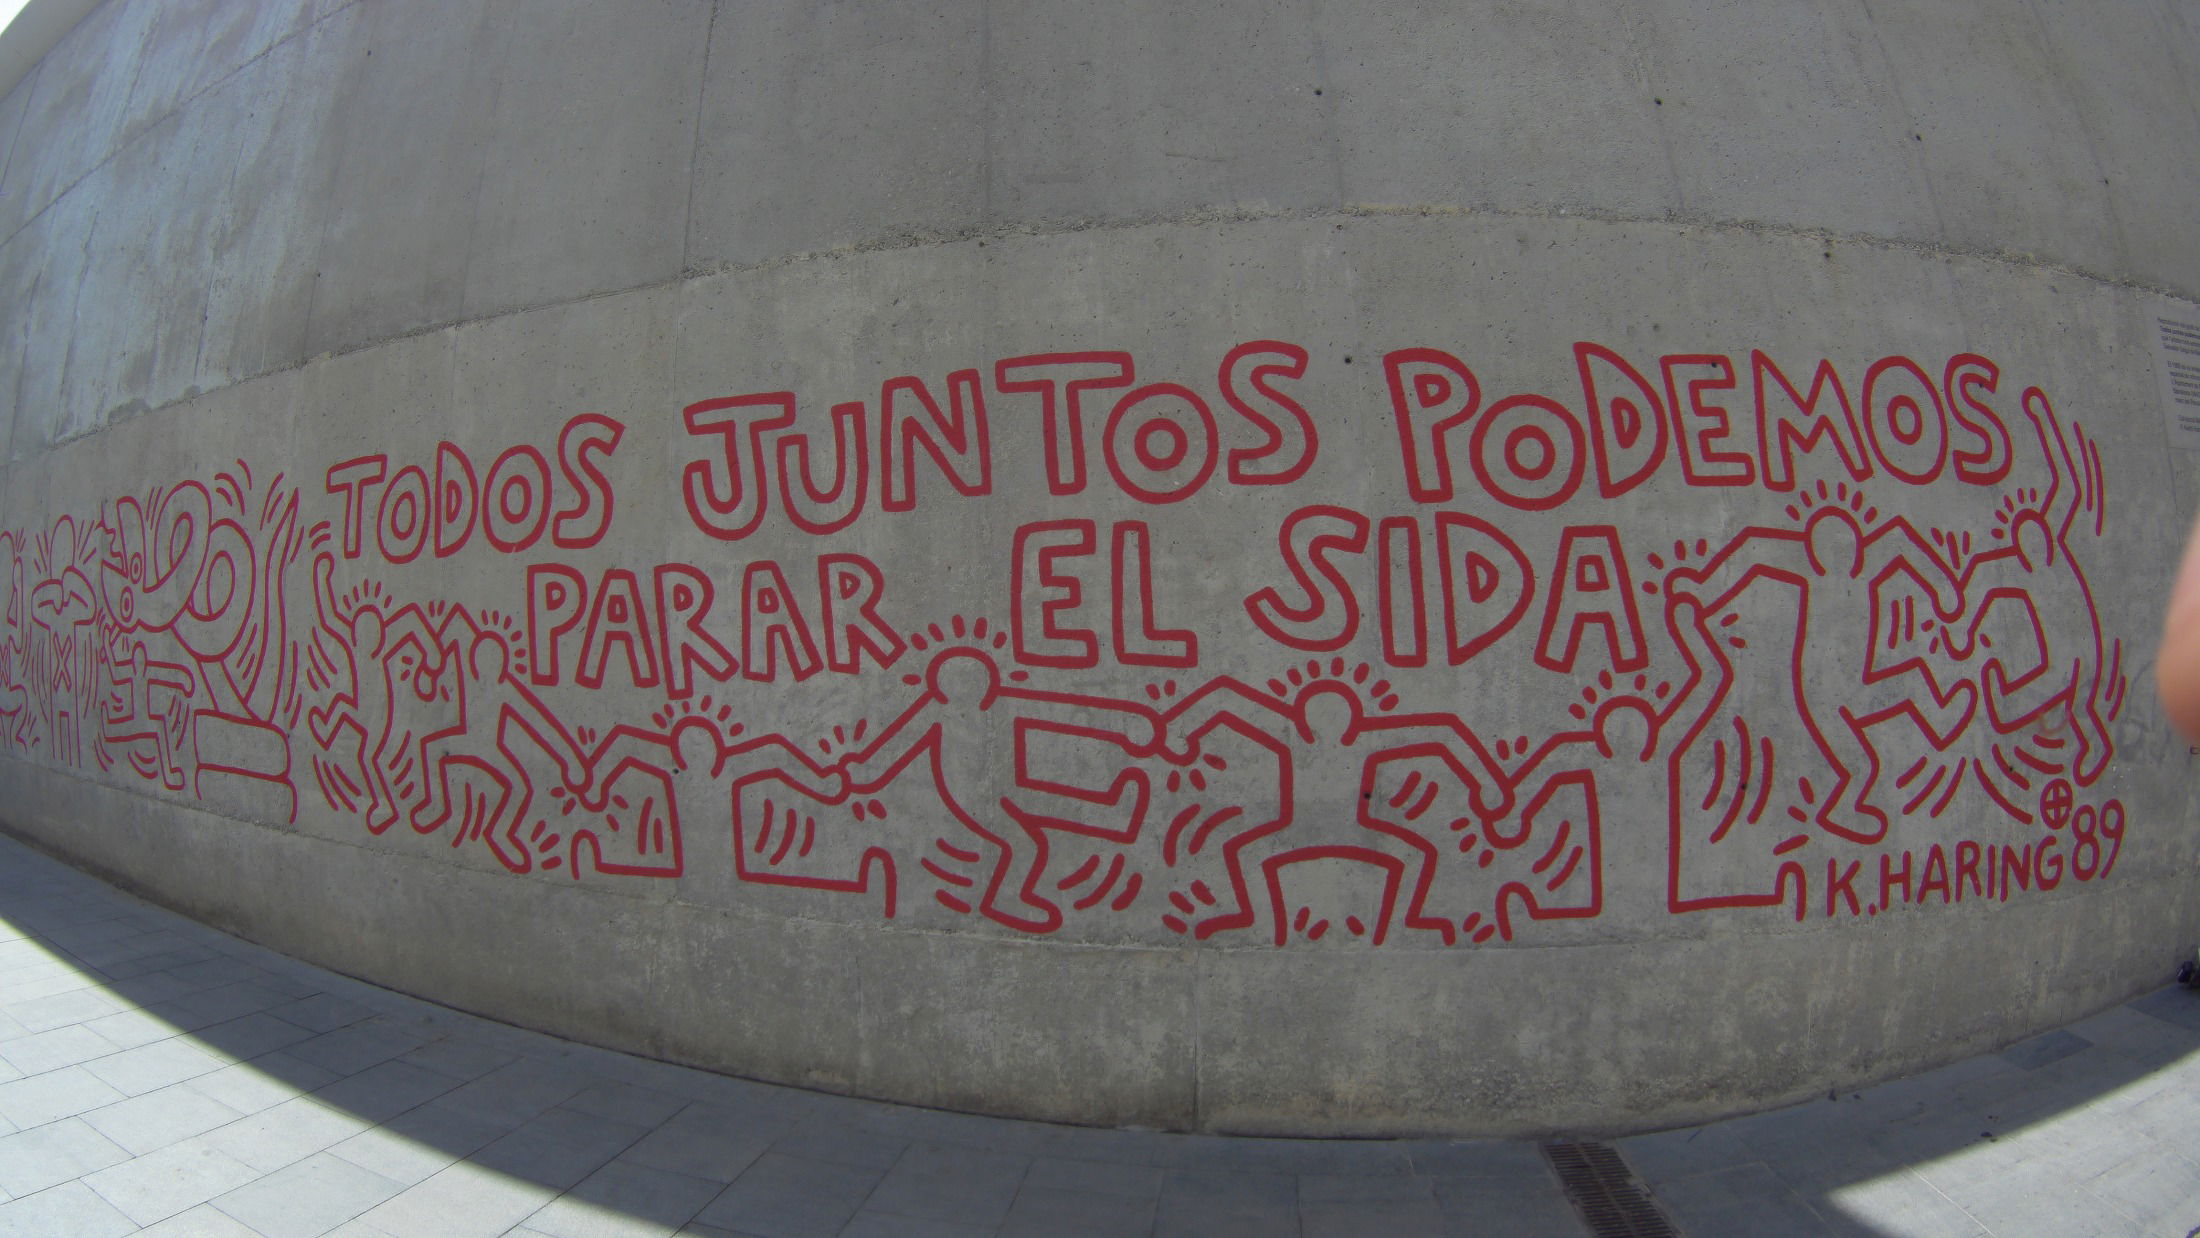 TODOS JUNTOS PODEMOS
PARAR EL SIDA
K.HARING 89